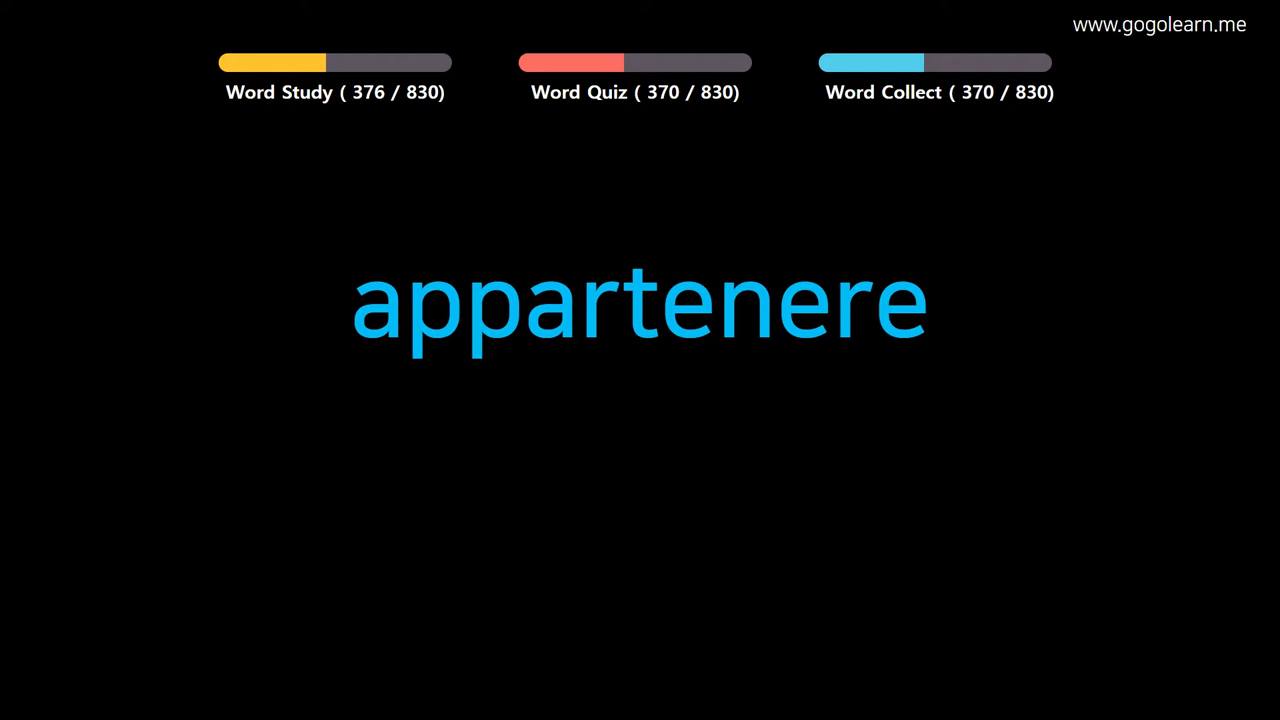 www.gogolearn.me
Word Study ( 376 / 830)
Word Quiz ( 370 / 830)
Word Collect ( 370 / 830)
appartenere